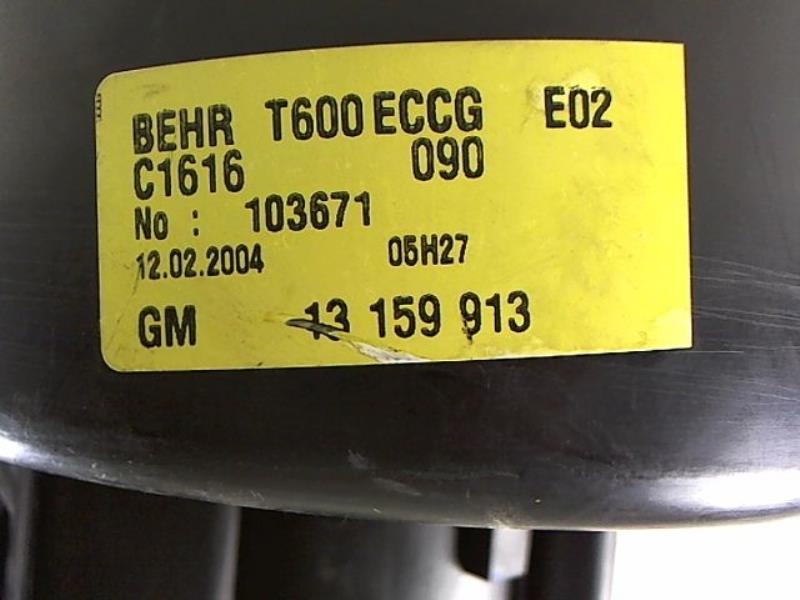 BEHR T600 ECCG E02
C1616 090
No : 103671
12.02.2004 05H27
GM 13 159 913